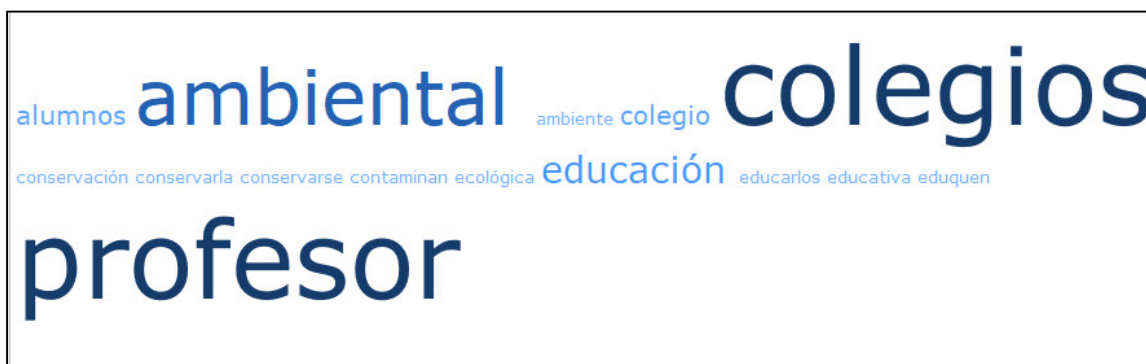 alumnos ambiental ambiente colegio colegios
conservación conservarla conservarse contaminan ecológica educación educarlos educativa eduquen
profesor